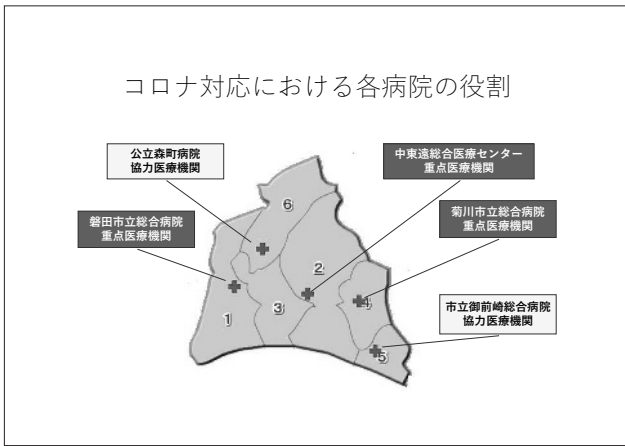 コロナ対応における各病院の役割
公立森町病院
協力医療機関
中東遠総合医療センター
重点医療機関
磐田市立総合病院
重点医療機関
菊川市立総合病院
重点医療機関
市立御前崎総合病院
協力医療機関
6
2
4
3
1
5